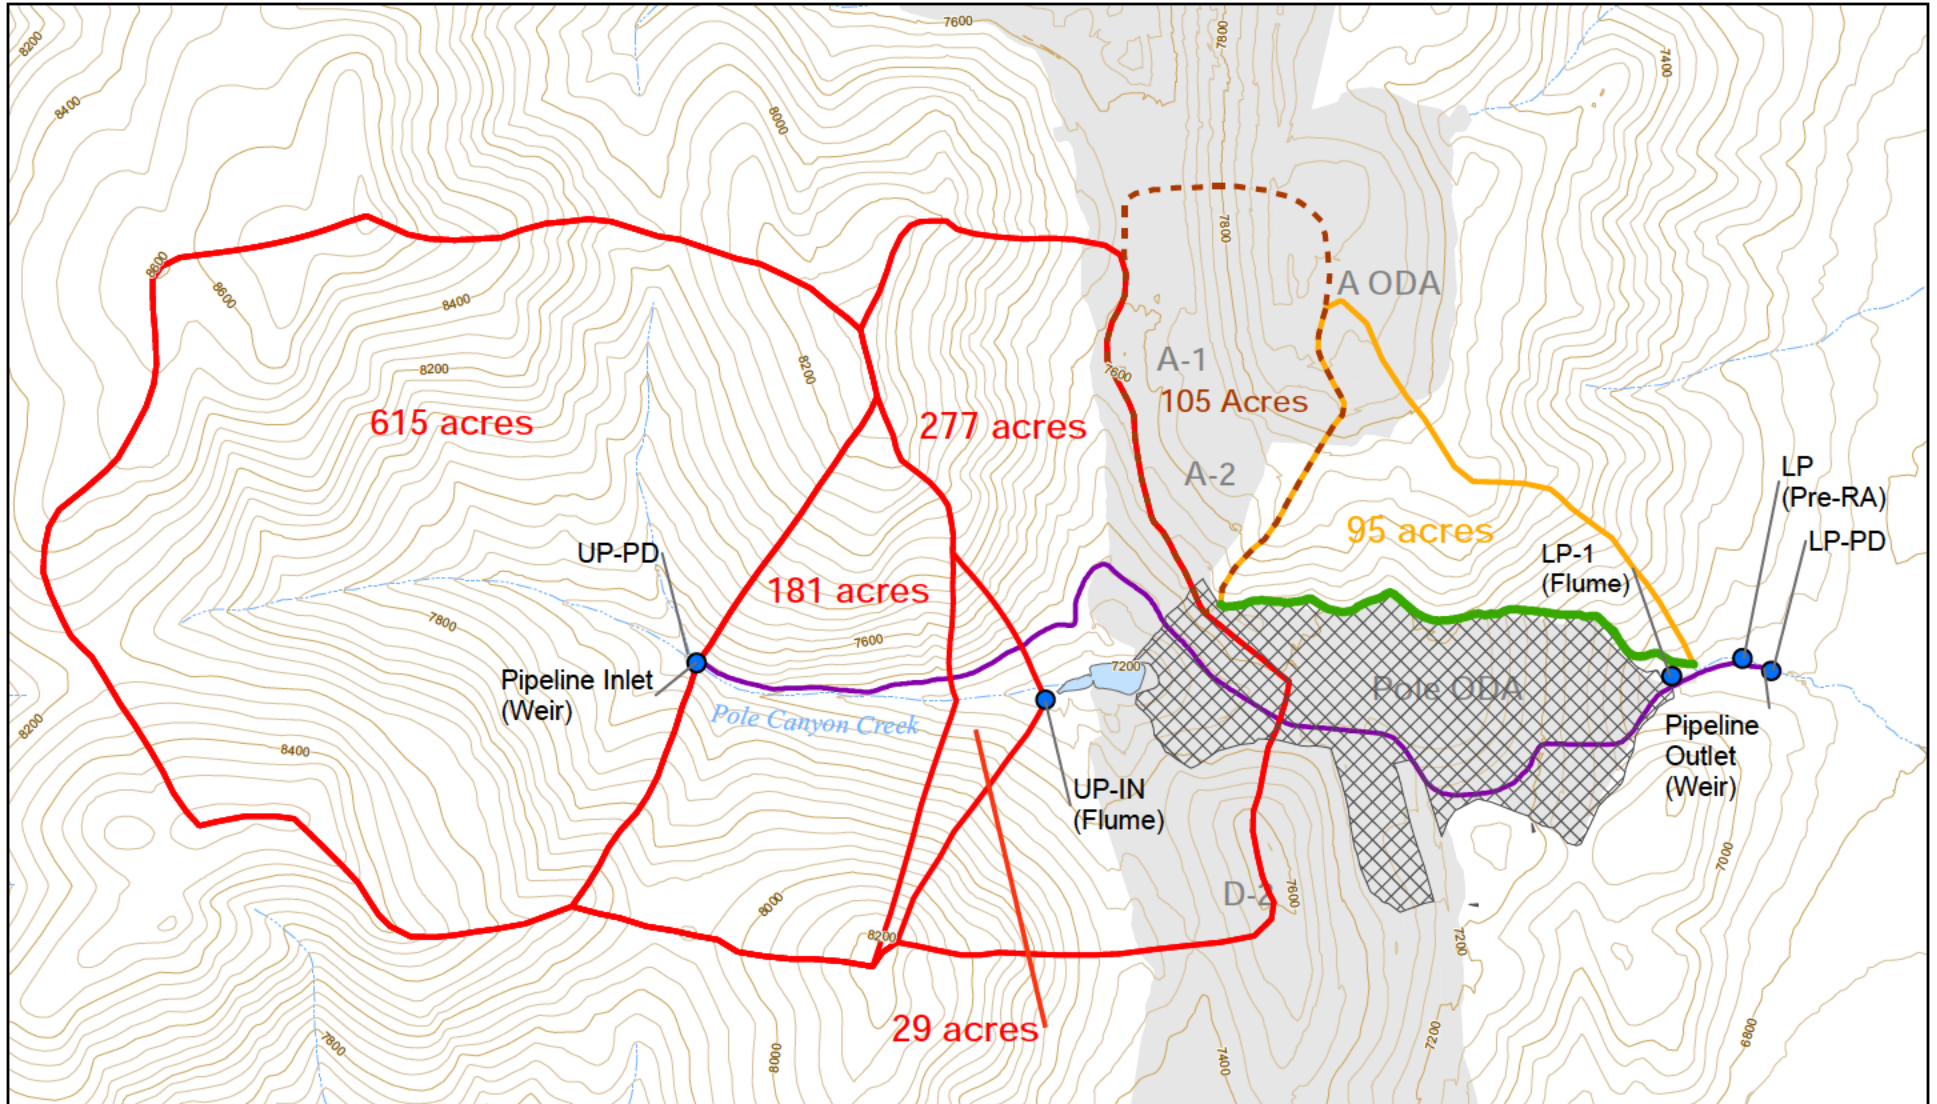 7600
7800
7400
8200
8400
8000
8600
8600
8400
8200
8200
7800
A ODA
A-1
7600
105 Acres
615 acres
277 acres
A-2
95 acres
LP
(Pre-RA)
LP-PD
LP-1
(Flume)
UP-PD
181 acres
7800
7600
7200
Pipeline Inlet
(Weir)
Pole ODA
Pole Canyon Creek
Pipeline
Outlet
(Weir)
8200
8400
UP-IN
(Flume)
7000
D-2
7600
8000
8200
7200
29 acres
7800
8000
7400
7200
6800